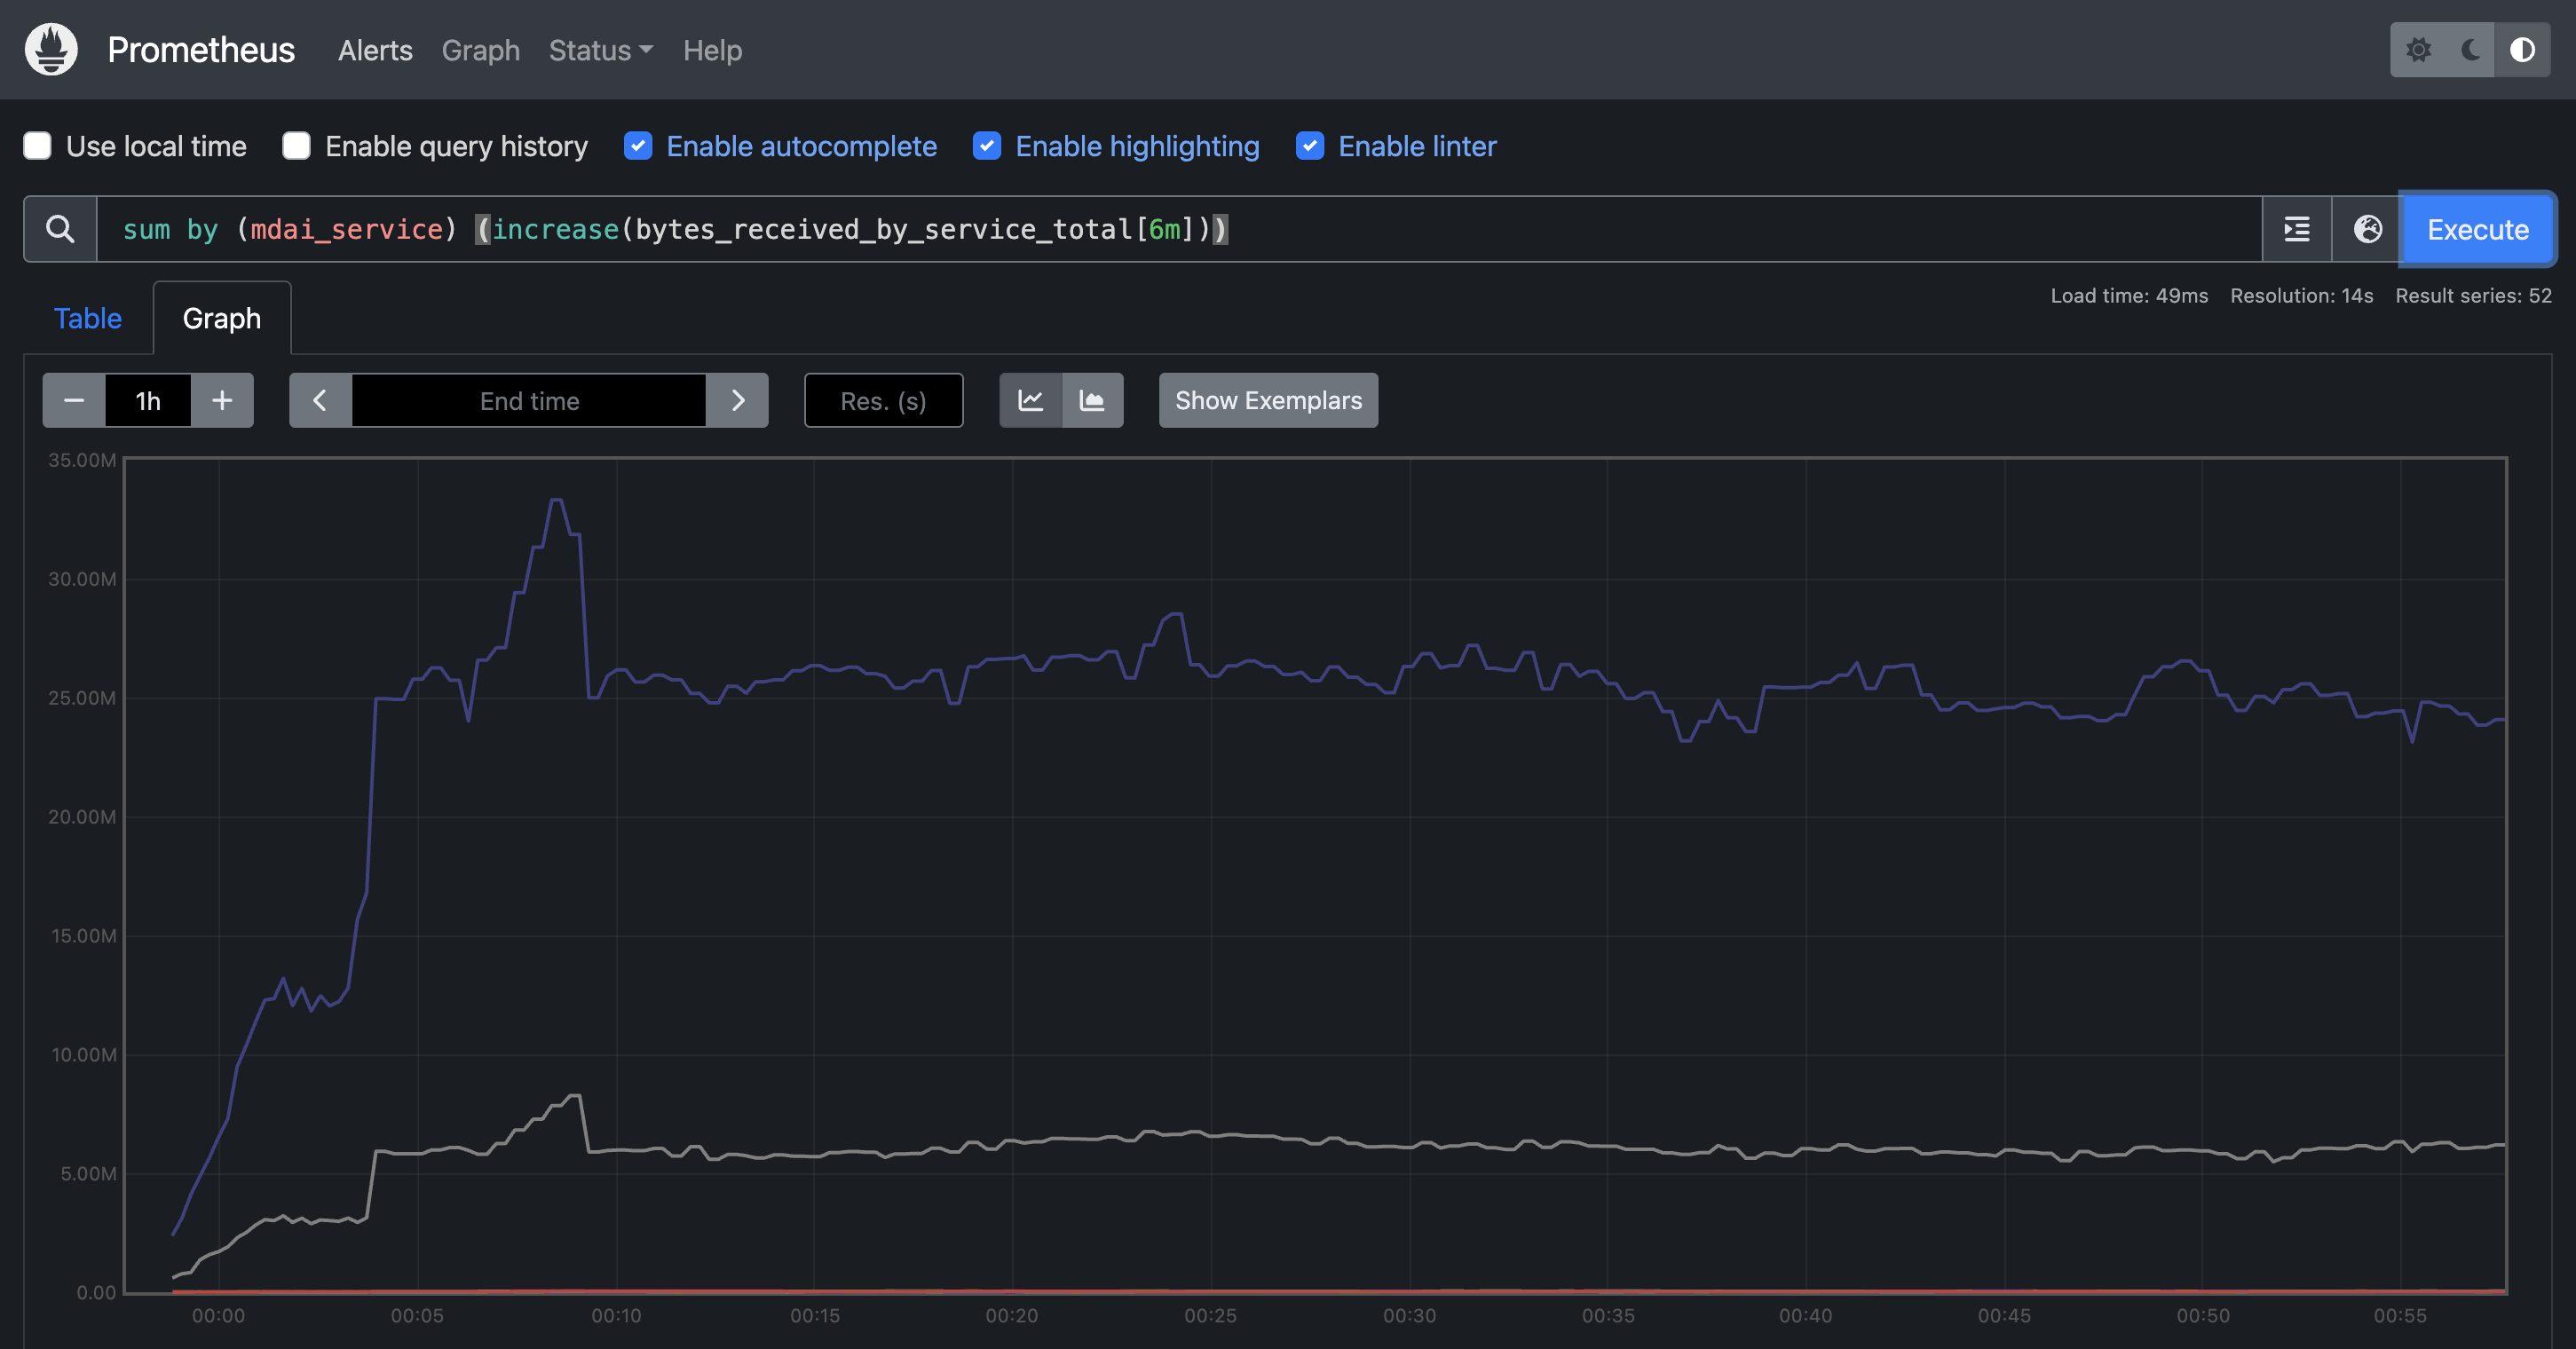 Prometheus Alerts Graph Status Help
Use local time Enable query history Enable autocomplete Enable highlighting Enable linter
sum by (mdai_service) (increase(bytes_received_by_service_total[6m])) Execute
Load time: 49ms Resolution: 14s Result series: 52
Table Graph
1h End time Res. (s) Show Exemplars
35.00M
30.00M
25.00M
20.00M
15.00M
10.00M
5.00M
0.00
00:00 00:05 00:10 00:15 00:20 00:25 00:30 00:35 00:40 00:45 00:50 00:55